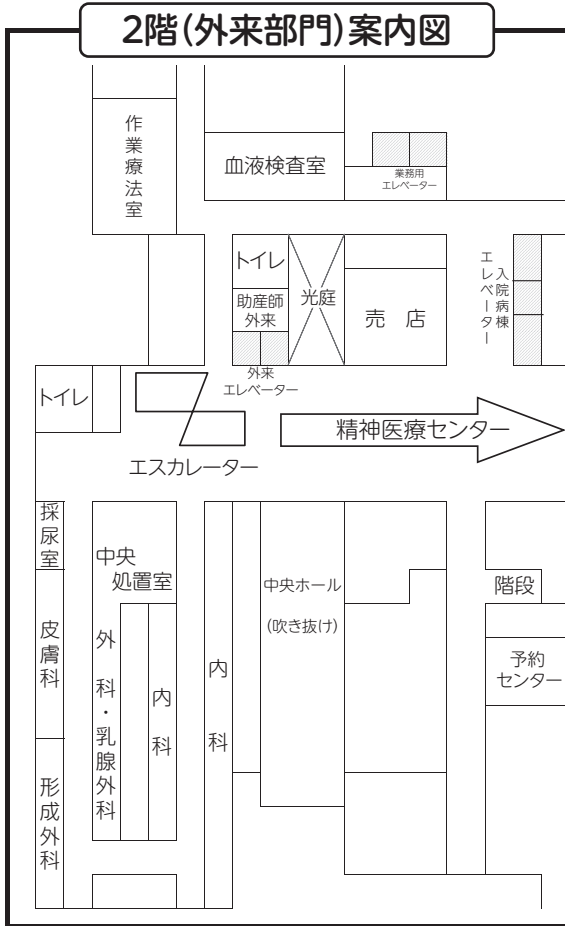 2階(外来部門)案内図
作業療法室
血液検査室
業務用
エレベーター
トイレ
助産師
外来
光庭
売 店
入院病棟
エレベーター
外来
エレベーター
トイレ
エスカレーター
精神医療センター
採尿室
中央
処置室
中央ホール
(吹き抜け)
階段
皮膚科
外 科・乳腺外科
内 科
内 科
予約
センター
形成外科